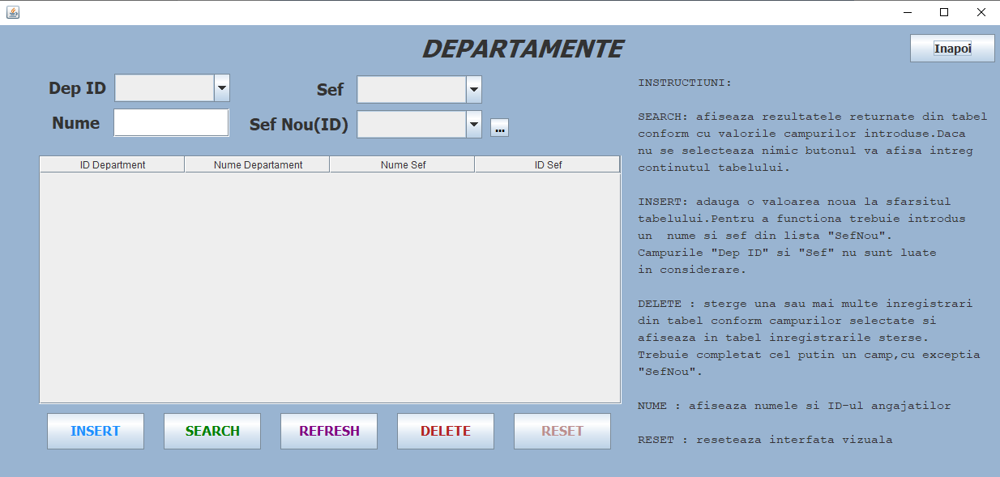 DEPARTAMENTE
Inapoi
Dep ID
Sef
Nume
Sef Nou(ID)
...
ID Department Nume Departament Nume Sef ID Sef
INSERT SEARCH REFRESH DELETE RESET
INSTRUCTIUNI:
SEARCH: afiseaza rezultatele returnate din tabel
conform cu valorile campurilor introduse.Daca
nu se selecteaza nimic butonul va afisa intreg
continutul tabelului.
INSERT: adauga o valoarea noua la sfarsitul
tabelului.Pentru a functiona trebuie introdus
un  nume si sef din lista "SefNou".
Campurile "Dep ID" si "Sef" nu sunt luate
in considerare.
DELETE : sterge una sau mai multe inregistrari
din tabel conform campurilor selectate si
afiseaza in tabel inregistrarile sterse.
Trebuie completat cel putin un camp,cu exceptia
"SefNou".
NUME : afiseaza numele si ID-ul angajatilor
RESET : reseteaza interfata vizuala